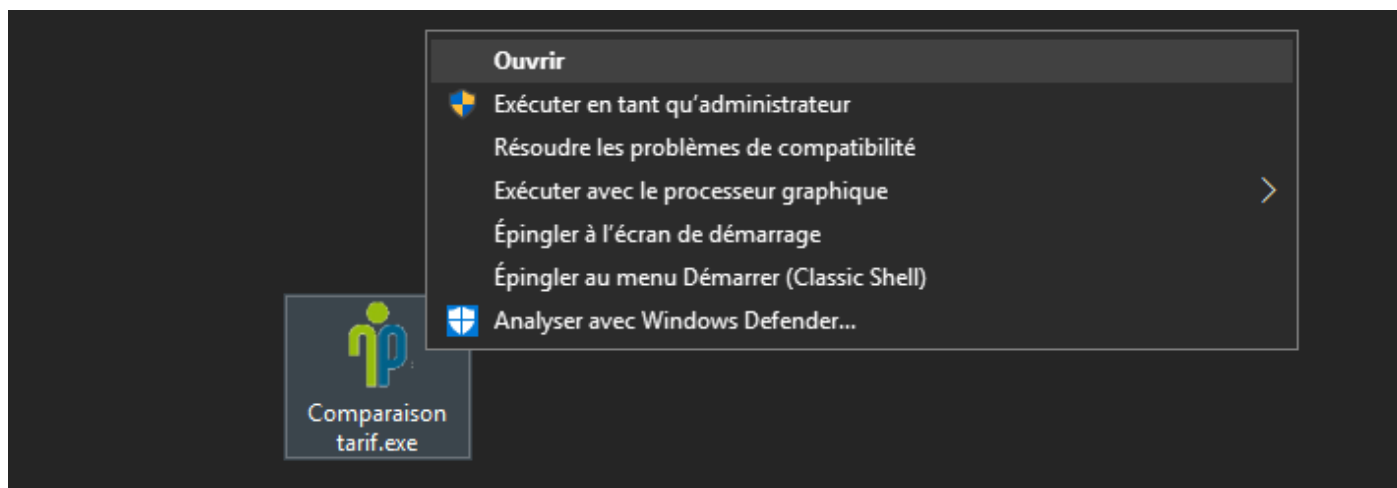 Ouvrir
Exécuter en tant qu’administrateur
Résoudre les problèmes de compatibilité
Exécuter avec le processeur graphique
Épingler à l’écran de démarrage
Épingler au menu Démarrer (Classic Shell)
Analyser avec Windows Defender...
Comparaison
tarif.exe